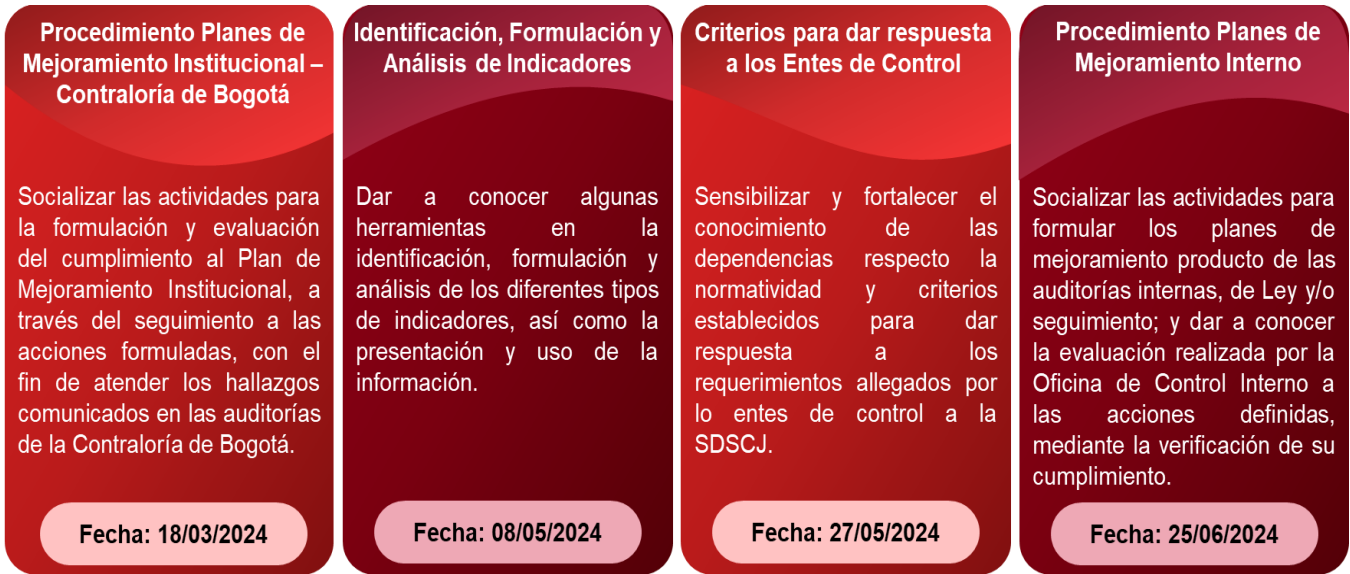 Procedimiento Planes de
Mejoramiento Institucional –
Contraloría de Bogotá
Socializar las actividades para
la formulación y evaluación
del cumplimiento al Plan de
Mejoramiento Institucional, a
través del seguimiento a las
acciones formuladas, con el
fin de atender los hallazgos
comunicados en las auditorías
de la Contraloría de Bogotá.
Fecha: 18/03/2024
Identificación, Formulación y
Análisis de Indicadores
Dar a conocer algunas
herramientas en la
identificación, formulación y
análisis de los diferentes tipos
de indicadores, así como la
presentación y uso de la
información.
Fecha: 08/05/2024
Criterios para dar respuesta
a los Entes de Control
Sensibilizar y fortalecer el
conocimiento de las
dependencias respecto la
normatividad y criterios
establecidos para dar
respuesta a los
requerimientos allegados por
lo entes de control a la
SDSCJ.
Fecha: 27/05/2024
Procedimiento Planes de
Mejoramiento Interno
Socializar las actividades para
formular los planes de
mejoramiento producto de las
auditorías internas, de Ley y/o
seguimiento; y dar a conocer
la evaluación realizada por la
Oficina de Control Interno a
las acciones definidas,
mediante la verificación de su
cumplimiento.
Fecha: 25/06/2024